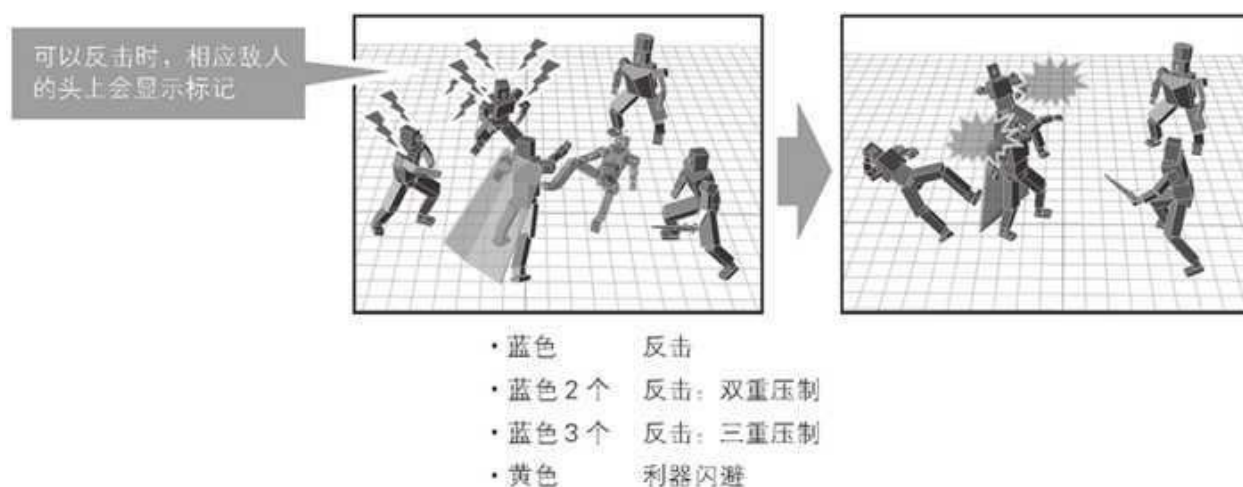 可以反击时，相应敌人
的头上会显示标记
·蓝色 反击
·蓝色2个 反击：双重压制
·蓝色3个 反击：三重压制
·黄色 利器闪避